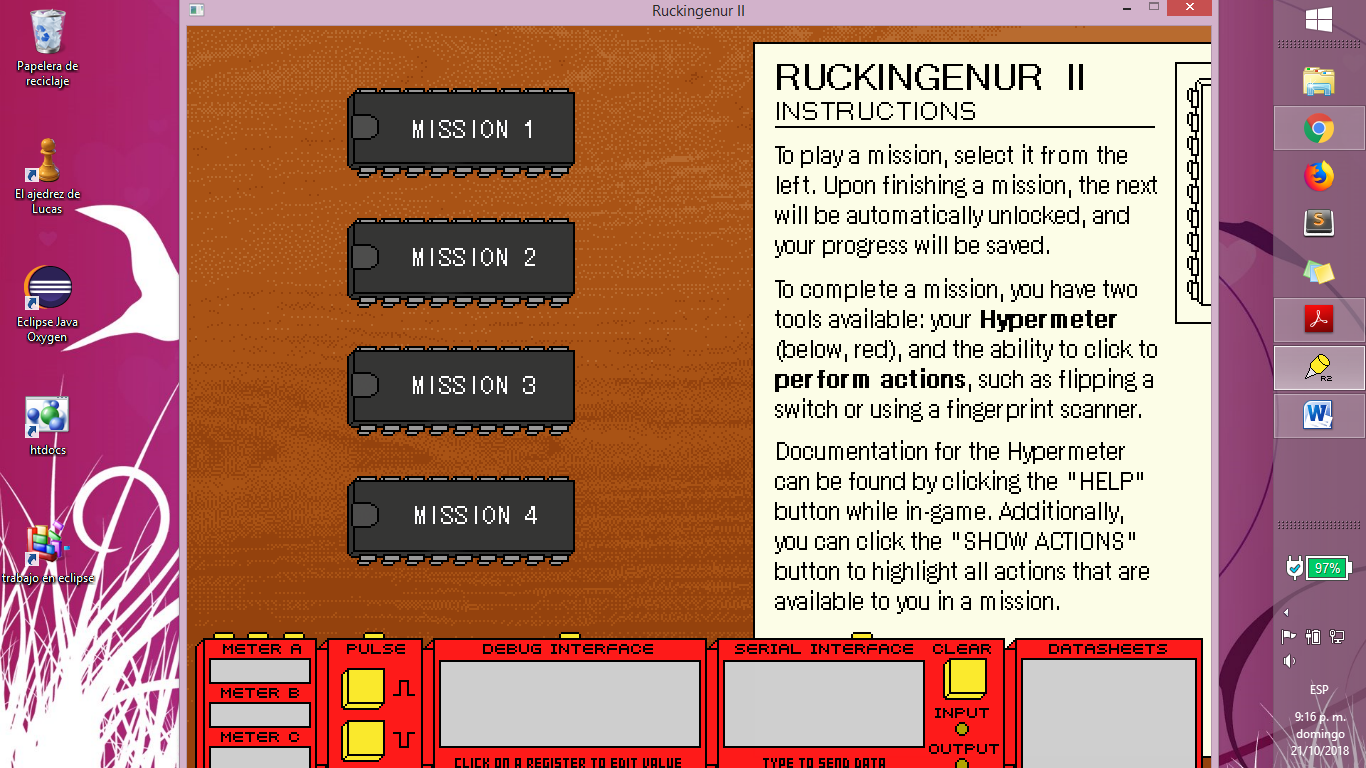 Ruckingenur II
Papelera de
reciclaje
El ajedrez de
Lucas
Eclipse Java
Oxygen
htdocs
trabajo en eclipse
MISSION 1
MISSION 2
MISSION 3
MISSION 4
RUCKINGENUR II
INSTRUCTIONS
To play a mission, select it from the
left. Upon finishing a mission, the next
will be automatically unlocked, and
your progress will be saved.
To complete a mission, you have two
tools available: your Hypermeter
(below, red), and the ability to click to
perform actions, such as flipping a
switch or using a fingerprint scanner.
Documentation for the Hypermeter
can be found by clicking the "HELP"
button while in-game. Additionally,
you can click the "SHOW ACTIONS"
button to highlight all actions that are
available to you in a mission.
METER A
METER B
METER C
PULSE
DEBUG INTERFACE
CLICK ON A REGISTER TO EDIT VALUE
SERIAL INTERFACE
TYPE TO SEND DATA
CLEAR
INPUT
OUTPUT
DATASHEETS
S
R2
W
97%
ESP
9:16 p. m.
domingo
21/10/2018